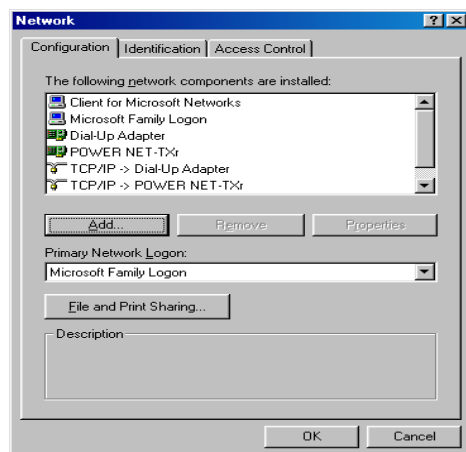 Network
Configuration Identification Access Control
The following network components are installed:
Client for Microsoft Networks
Microsoft Family Logon
Dial-Up Adapter
POWER NET-TXr
TCP/IP -> Dial-Up Adapter
TCP/IP -> POWER NET-TXr
Add... Remove Properties
Primary Network Logon:
Microsoft Family Logon
File and Print Sharing...
Description
OK Cancel